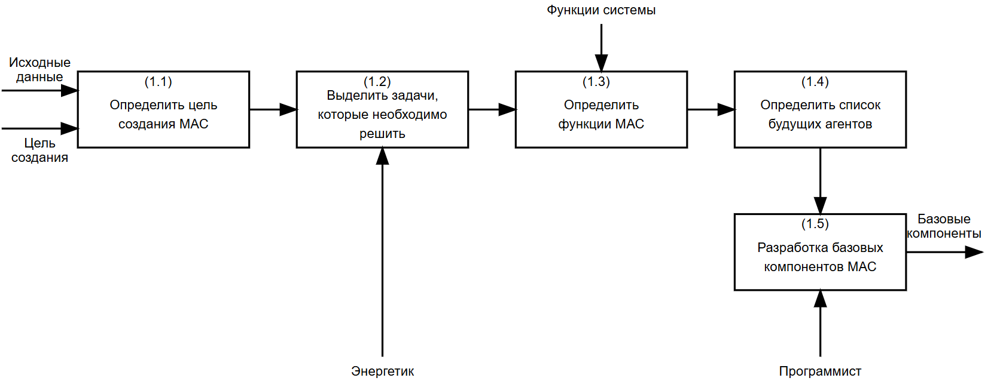 Функции системы
Исходные
данные
Цель
создания
(1.1)
Определить цель
создания МАС
(1.2)
Выделить задачи,
которые необходимо
решить
(1.3)
Определить
функции МАС
(1.4)
Определить список
будущих агентов
(1.5)
Разработка базовых
компонентов МАС
Базовые
компоненты
Энергетик
Программист